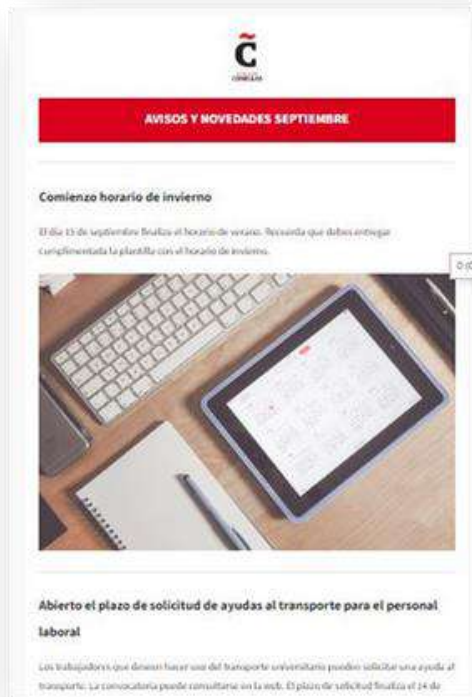 c̃
COMILLAS
AVISOS Y NOVEDADES SEPTIEMBRE
Comienzo horario de invierno
El día 15 de septiembre finaliza el horario de verano. Recuerda que debes entregar
cumplimentada la plantilla con el horario de invierno.
Abierto el plazo de solicitud de ayudas al transporte para el personal
laboral
Los trabajadores que deseen hacer uso del transporte universitario pueden solicitar una ayuda al
transporte. La convocatoria puede consultarse en la web. El plazo de solicitud finaliza el 24 de